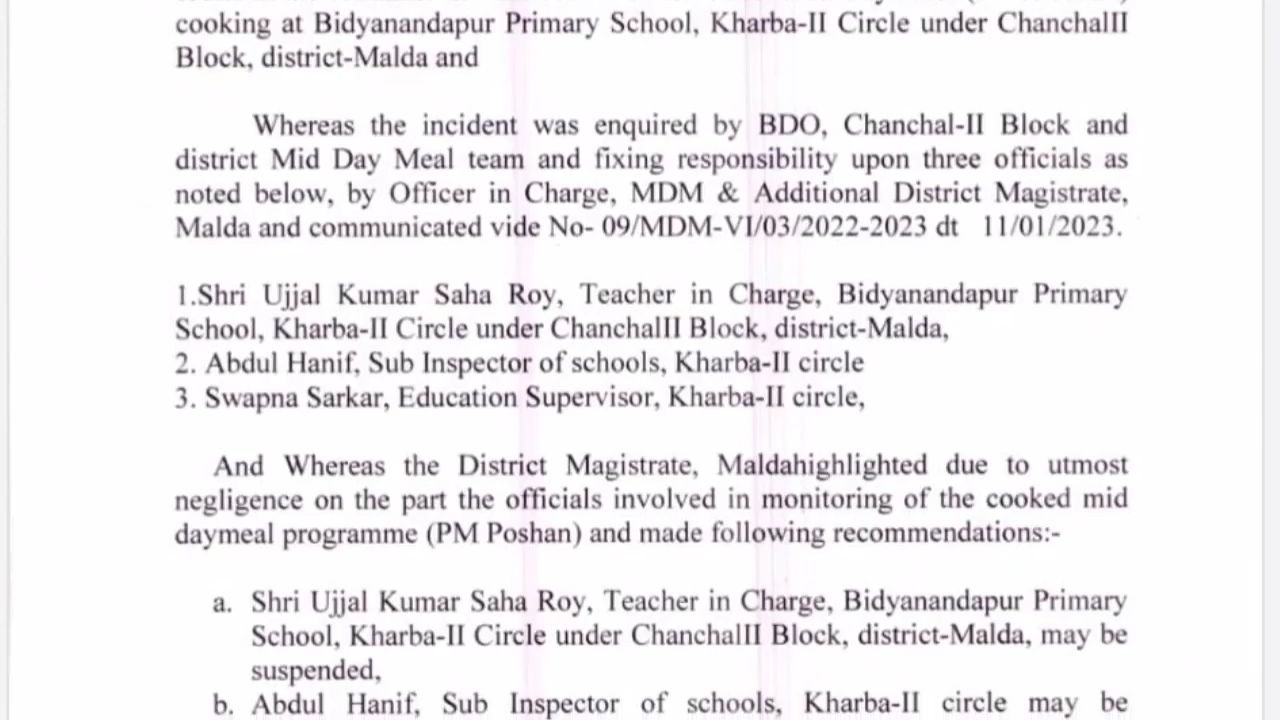 cooking at Bidyanandapur Primary School, Kharba-II Circle under ChanchalII
Block, district-Malda and
Whereas the incident was enquired by BDO, Chanchal-II Block and
district Mid Day Meal team and fixing responsibility upon three officials as
noted below, by Officer in Charge, MDM & Additional District Magistrate,
Malda and communicated vide No- 09/MDM-VI/03/2022-2023 dt 11/01/2023.
1.Shri Ujjal Kumar Saha Roy, Teacher in Charge, Bidyanandapur Primary
School, Kharba-II Circle under ChanchalII Block, district-Malda,
2. Abdul Hanif, Sub Inspector of schools, Kharba-II circle
3. Swapna Sarkar, Education Supervisor, Kharba-II circle,
And Whereas the District Magistrate, Maldahighlighted due to utmost
negligence on the part the officials involved in monitoring of the cooked mid
daymeal programme (PM Poshan) and made following recommendations:-
a. Shri Ujjal Kumar Saha Roy, Teacher in Charge, Bidyanandapur Primary
School, Kharba-II Circle under ChanchalII Block, district-Malda, may be
suspended,
b. Abdul Hanif, Sub Inspector of schools, Kharba-II circle may be